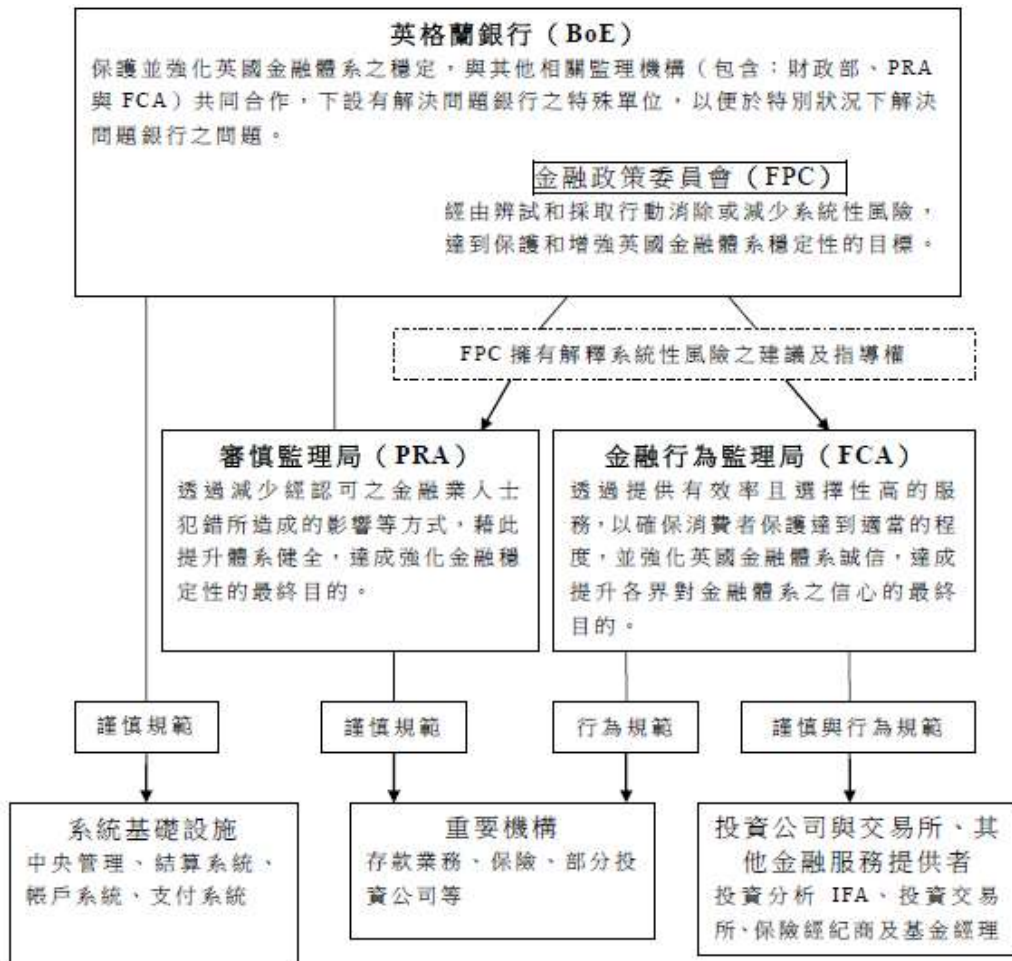 英格蘭銀行（BoE）
保護並強化英國金融體系之穩定，與其他相關監理機構（包含；財政部、PRA
與 FCA）共同合作，下設有解決問題銀行之特殊單位，以便於特別狀況下解決
問題銀行之問題。
金融政策委員會（FPC）
經由辨試和採取行動消除或減少系統性風險，
達到保護和增強英國金融體系穩定性的目標。
FPC 擁有解釋系統性風險之建議及指導權
審慎監理局（PRA）
透過減少經認可之金融業人士
犯錯所造成的影響等方式，藉此
提升體系健全，達成強化金融穩
定性的最終目的。
金融行為監理局（FCA）
透過提供有效率且選擇性高的服
務，以確保消費者保護達到適當的程
度，並強化英國金融體系誠信，達成
提升各界對金融體系之信心的最終
目的。
謹慎規範
謹慎規範
行為規範
謹慎與行為規範
系統基礎設施
中央管理、結算系統、
帳戶系統、支付系統
重要機構
存款業務、保險、部分投
資公司等
投資公司與交易所、其
他金融服務提供者
投資分析 IFA、投資交易
所、保險經紀商及基金經理